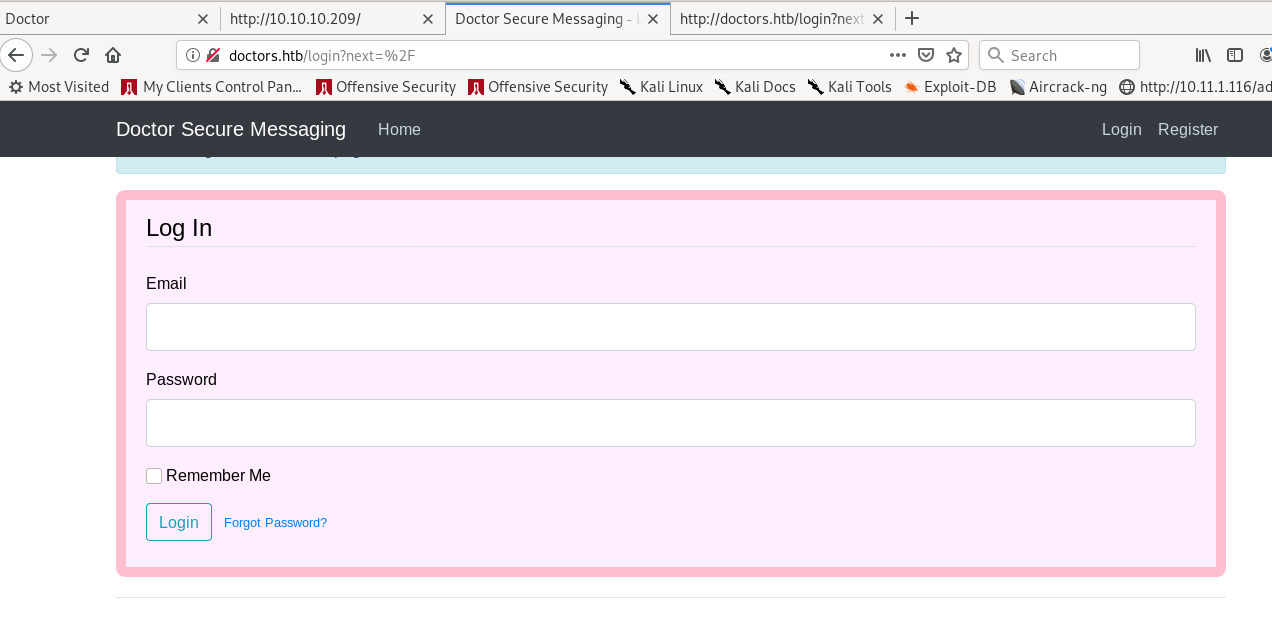 Doctor
http://10.10.10.209/
Doctor Secure Messaging -
http://doctors.htb/login?next
doctors.htb/login?next=%2F
Search
Most Visited
My Clients Control Pan...
Offensive Security
Offensive Security
Kali Linux
Kali Docs
Kali Tools
Exploit-DB
Aircrack-ng
http://10.11.1.116/ad
Doctor Secure Messaging
Home
Login
Register
Log In
Email
Password
Remember Me
Login
Forgot Password?